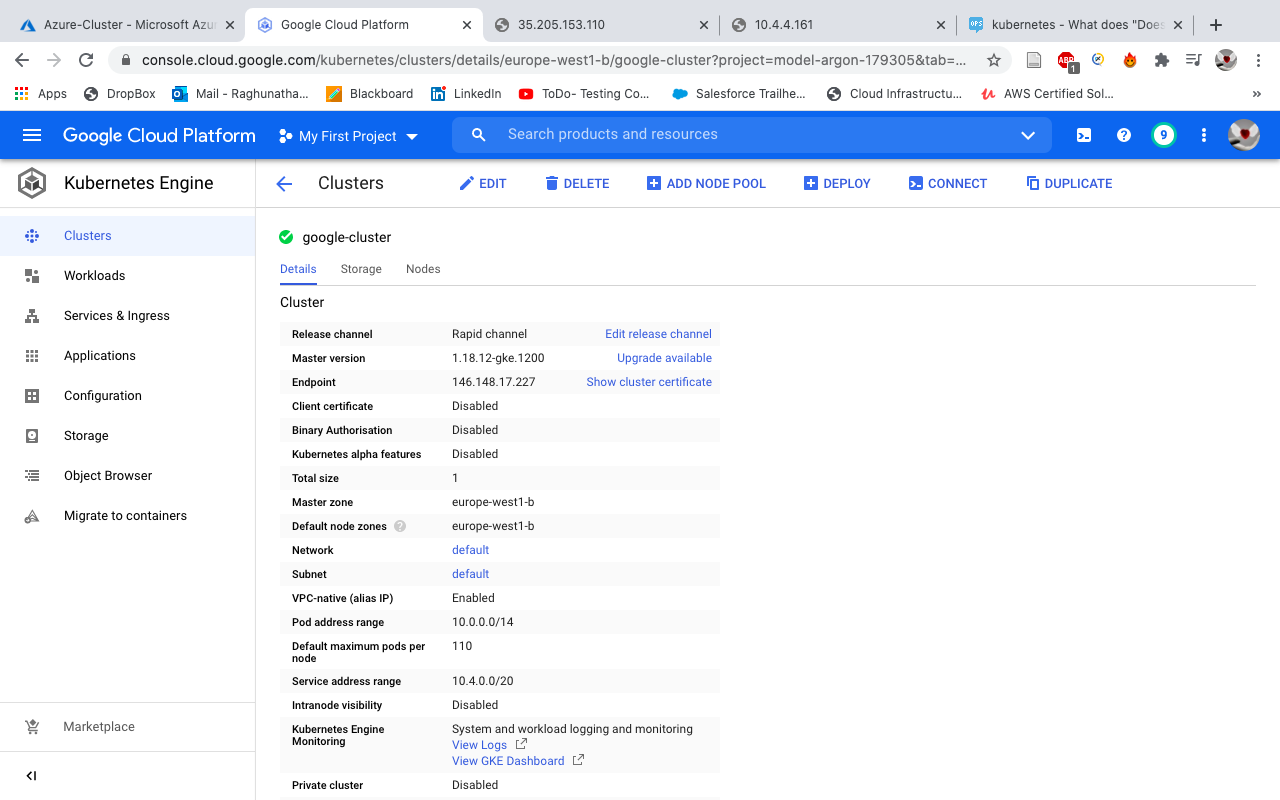 Azure-Cluster - Microsoft Azu
Google Cloud Platform
35.205.153.110
10.4.4.161
kubernetes - What does "Does
console.cloud.google.com/kubernetes/clusters/details/europe-west1-b/google-cluster?project=model-argon-179305&tab=...
ABP
1
Apps
DropBox
Mail - Raghunatha...
Blackboard
LinkedIn
ToDo- Testing Co...
Salesforce Trailhe...
Cloud Infrastructu...
AWS Certified Sol...
»
Google Cloud Platform
My First Project
Search products and resources
9
Kubernetes Engine
Clusters
EDIT
DELETE
ADD NODE POOL
DEPLOY
CONNECT
DUPLICATE
Clusters
Workloads
Services & Ingress
Applications
Configuration
Storage
Object Browser
Migrate to containers
Marketplace
google-cluster
Details Storage Nodes
Cluster
Release channel Rapid channel Edit release channel
Master version 1.18.12-gke.1200 Upgrade available
Endpoint 146.148.17.227 Show cluster certificate
Client certificate Disabled
Binary Authorisation Disabled
Kubernetes alpha features Disabled
Total size 1
Master zone europe-west1-b
Default node zones europe-west1-b
Network default
Subnet default
VPC-native (alias IP) Enabled
Pod address range 10.0.0.0/14
Default maximum pods per
node
110
Service address range 10.4.0.0/20
Intranode visibility Disabled
Kubernetes Engine
Monitoring
System and workload logging and monitoring
View Logs
View GKE Dashboard
Private cluster Disabled